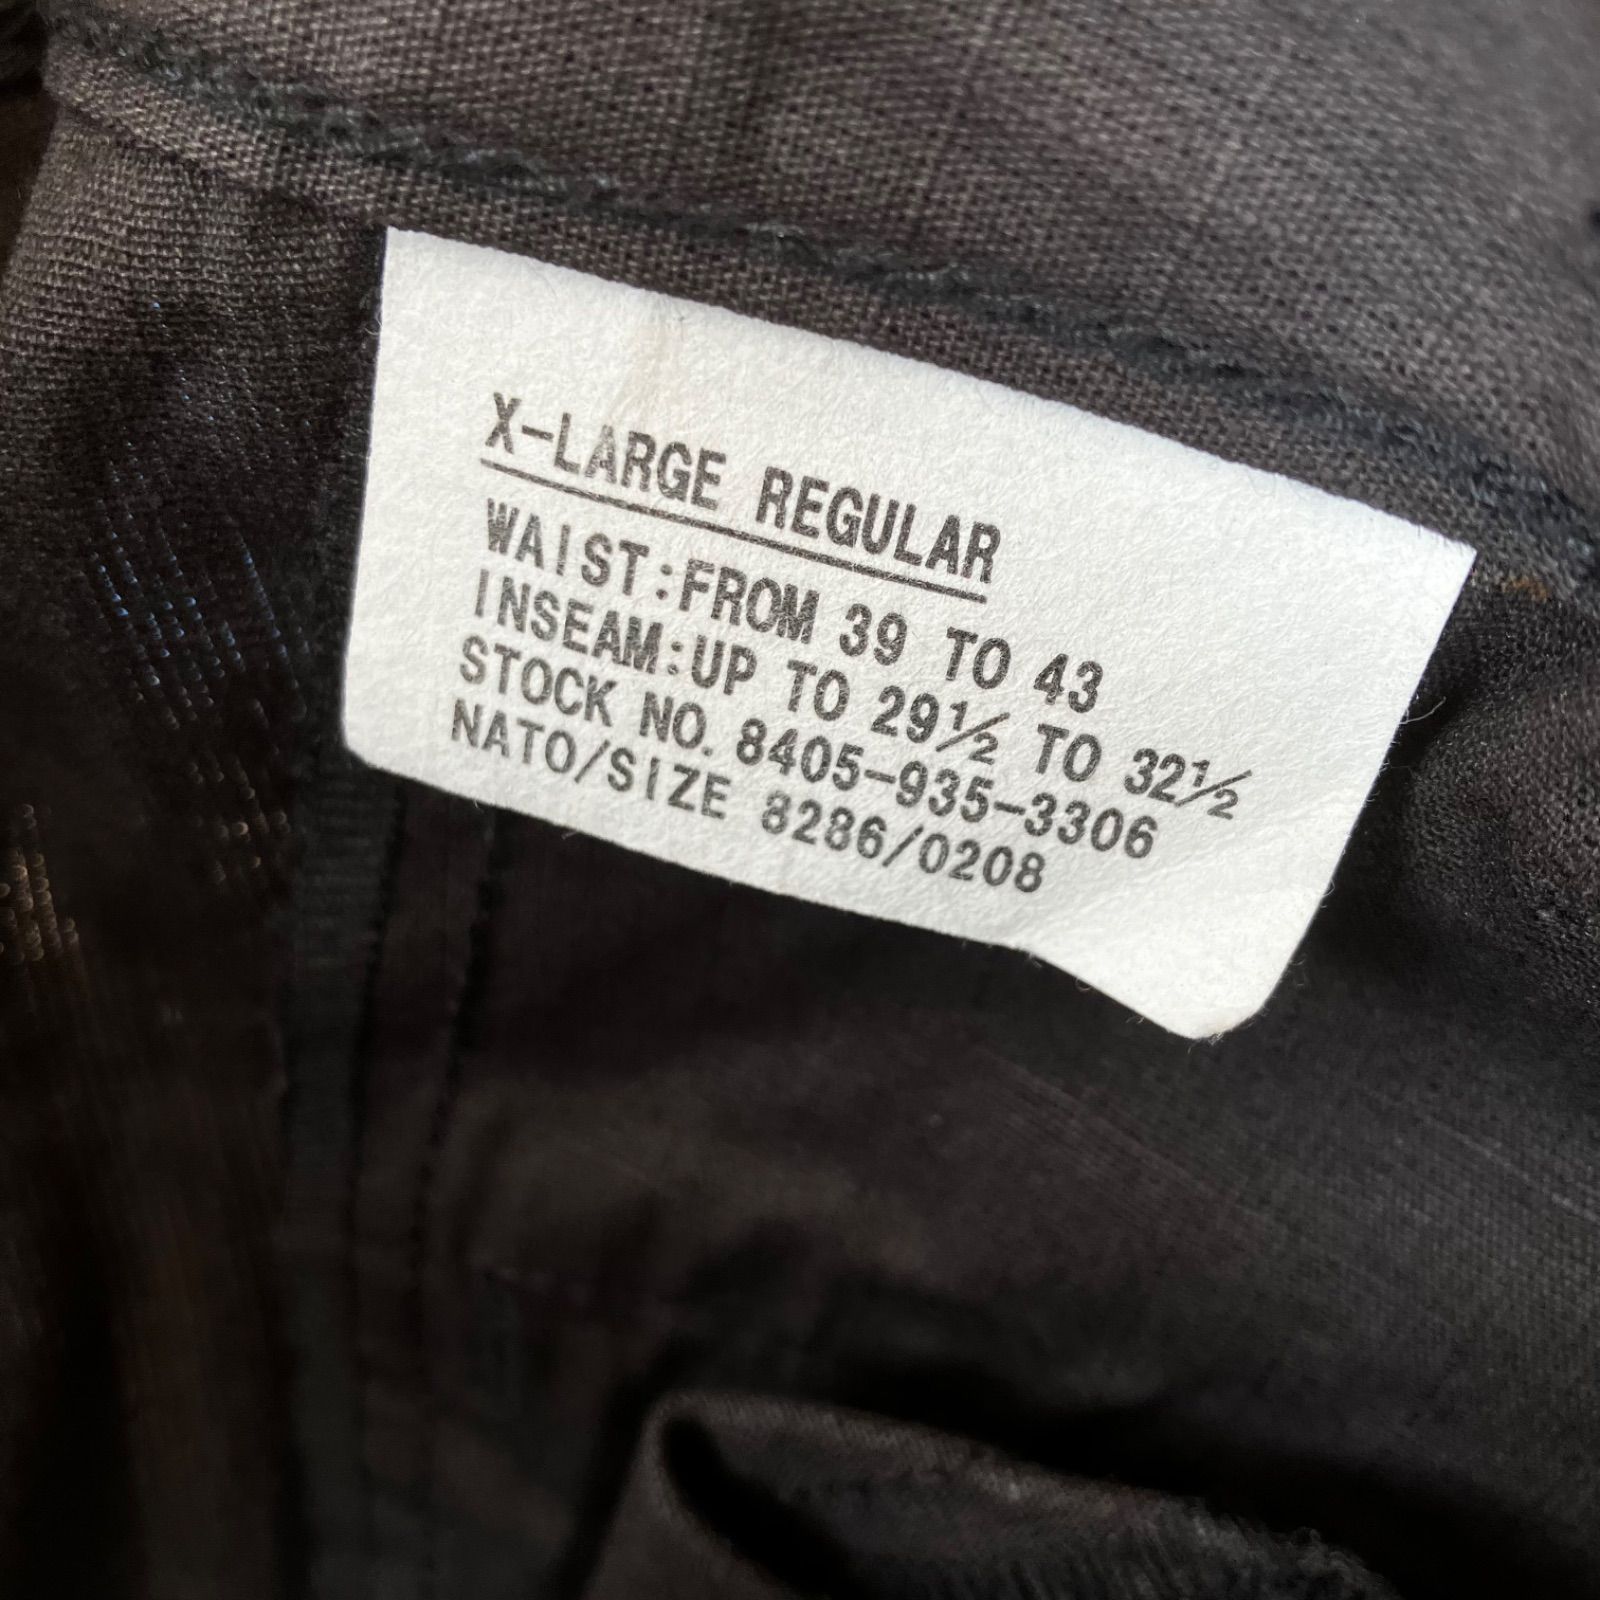 X-LARGE REGULAR
WAIST:FROM 39 TO 43
INSEAM:UP TO 29½ TO 32½
STOCK NO. 8405-935-3306
NATO/SIZE 8286/0208